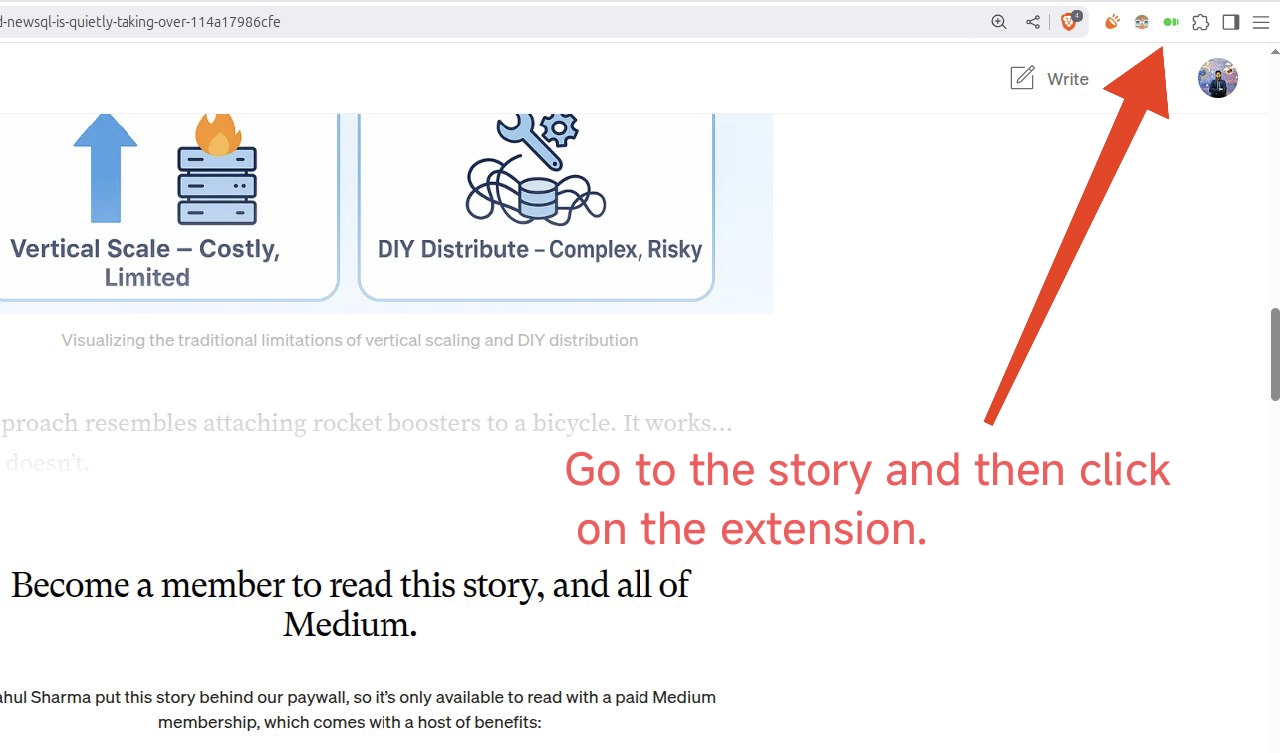 d-newsql-is-quietly-taking-over-114a17986cfe
4
Write
Vertical Scale – Costly,
Limited
DIY Distribute – Complex, Risky
Visualizing the traditional limitations of vertical scaling and DIY distribution
proach resembles attaching rocket boosters to a bicycle. It works…
doesn’t.
Go to the story and then click
on the extension.
Become a member to read this story, and all of
Medium.
ahul Sharma put this story behind our paywall, so it’s only available to read with a paid Medium
membership, which comes with a host of benefits: